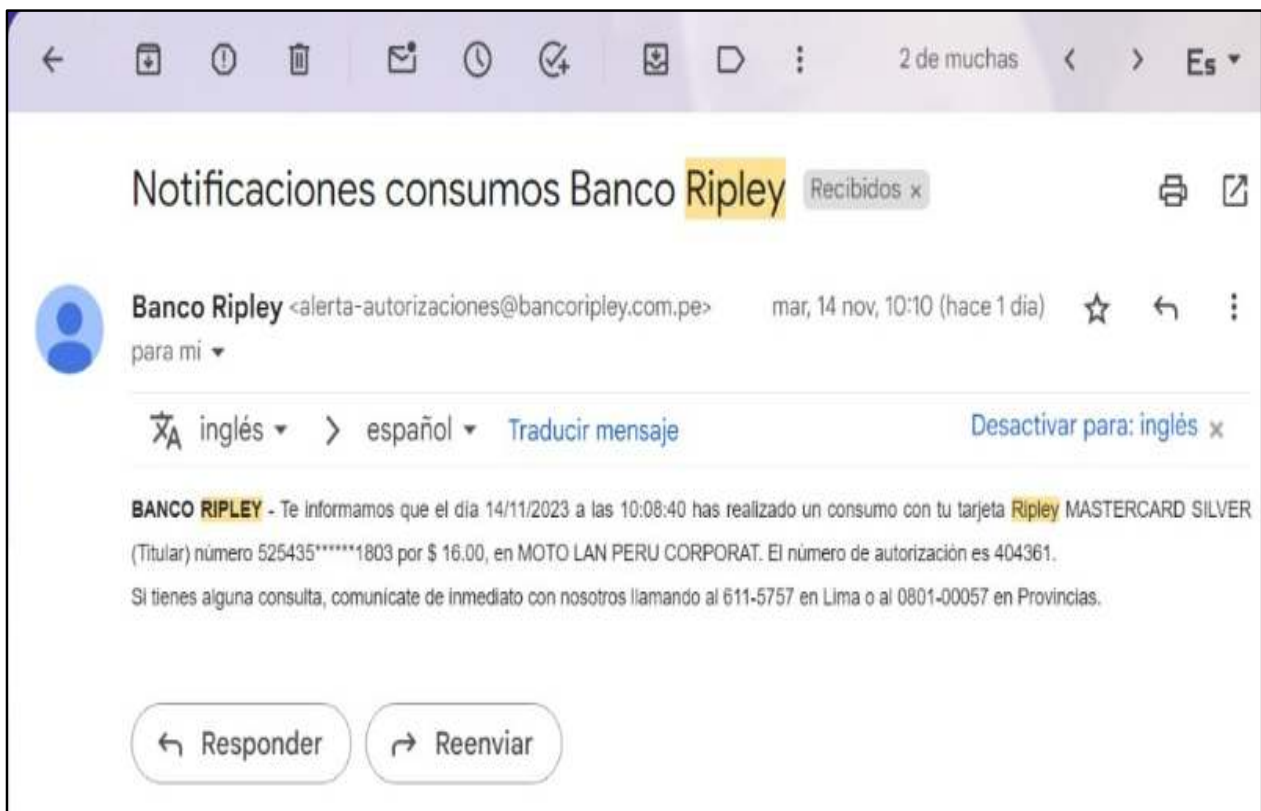 2 de muchas
Es
Notificaciones consumos Banco Ripley Recibidos x
Banco Ripley <alerta-autorizaciones@bancoripley.com.pe> mar, 14 nov, 10:10 (hace 1 día)
para mí
inglés > español Traducir mensaje Desactivar para: inglés x
BANCO RIPLEY - Te informamos que el día 14/11/2023 a las 10:08:40 has realizado un consumo con tu tarjeta Ripley MASTERCARD SILVER
(Titular) número 525435******1803 por $ 16.00, en MOTO LAN PERU CORPORAT. El número de autorización es 404361.
Si tienes alguna consulta, comunícate de inmediato con nosotros llamando al 611-5757 en Lima o al 0801-00057 en Provincias.
Responder
Reenviar